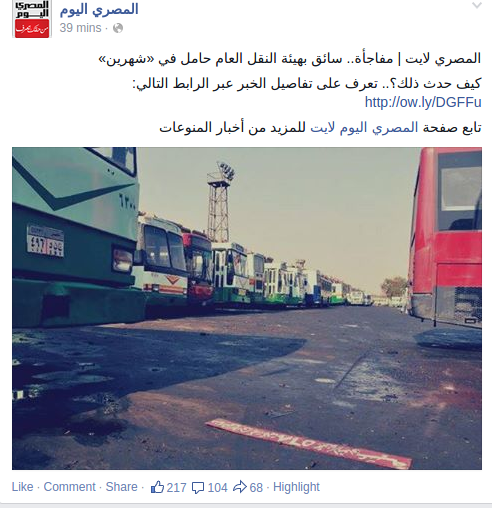 المصري اليوم
المصري اليوم
39 mins ·
المصري لايت | مفاجأة.. سائق بهيئة النقل العام حامل في «شهرين»
كيف حدث ذلك؟.. تعرف على تفاصيل الخبر عبر الرابط التالي:
http://ow.ly/DGFFu
تابع صفحة المصري اليوم لايت للمزيد من أخبار المنوعات
Like · Comment · Share · 217 104 68 · Highlight